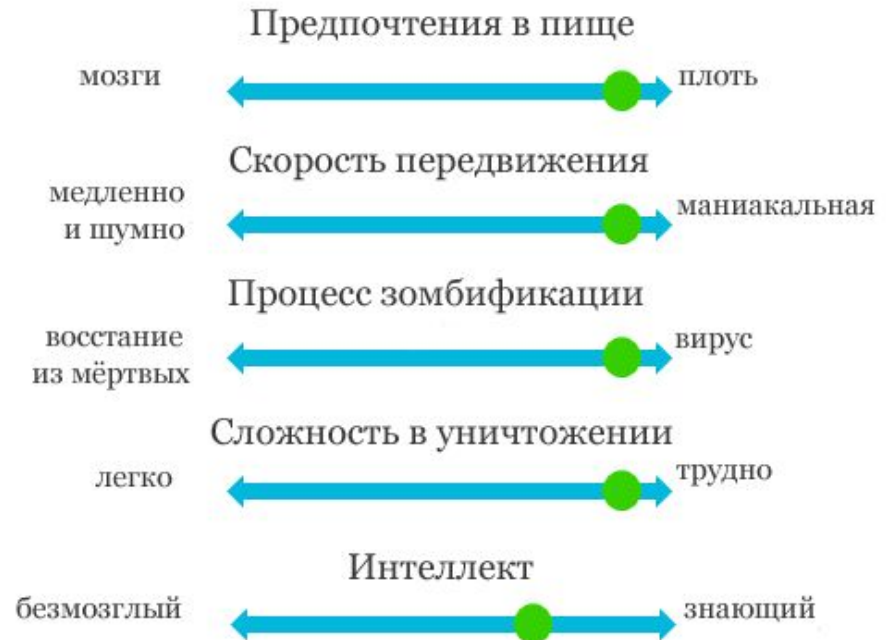 Предпочтения в пище
мозги
плоть
Скорость передвижения
медленно
и шумно
маниакальная
Процесс зомбификации
восстание
из мёртвых
вирус
Сложность в уничтожении
легко
трудно
Интеллект
безмозглый
знающий